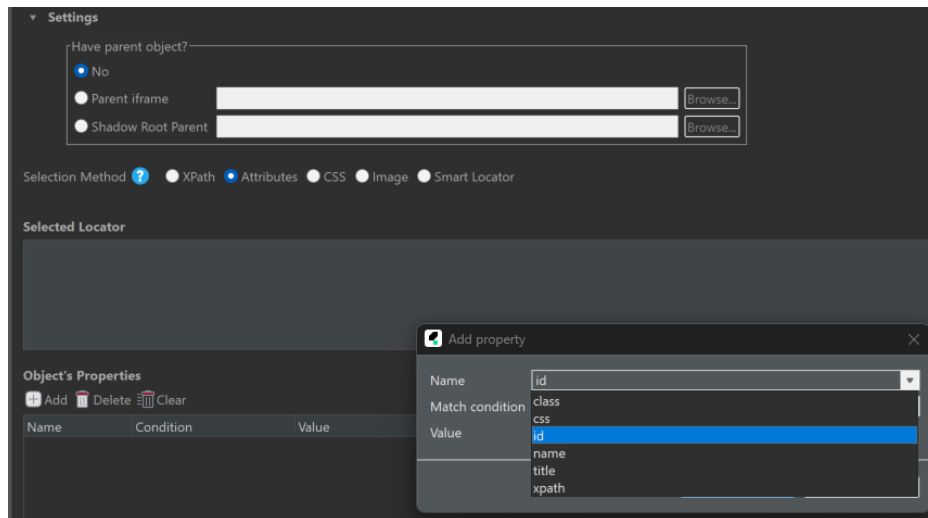 Settings
Have parent object?
No
Parent iframe Browse...
Shadow Root Parent Browse...
Selection Method ? XPath Attributes CSS Image Smart Locator
Selected Locator
Add property
Object's Properties
Add Delete Clear
Name Condition Value
Name id
Match condition
Value
class
css
id
name
title
xpath